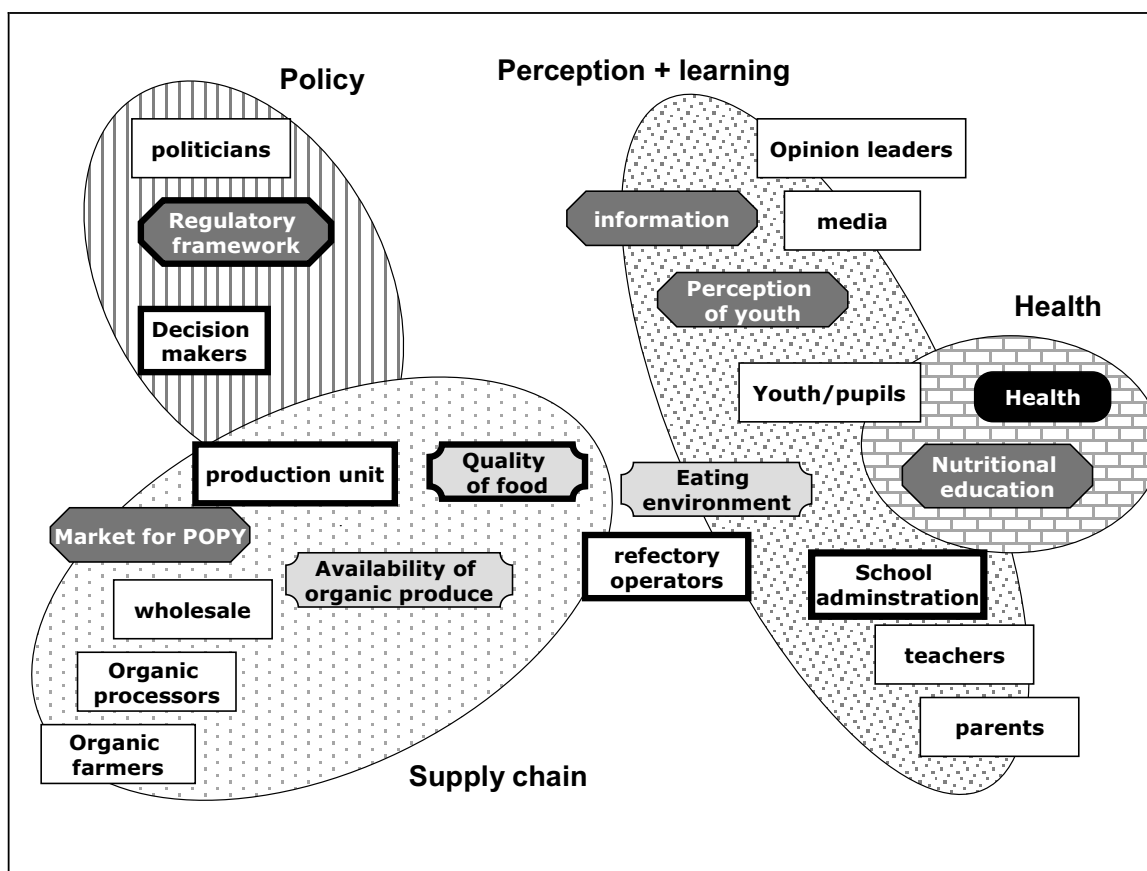 Policy
Perception + learning
politicians
Opinion leaders
Regulatory
framework
information
media
Perception
of youth
Health
Decision
makers
Youth/pupils
Health
production unit
Quality
of food
Eating
environment
Nutritional
education
Market for POPY
Availability of
organic produce
refectory
operators
School
adminstration
wholesale
teachers
Organic
processors
parents
Organic
farmers
Supply chain